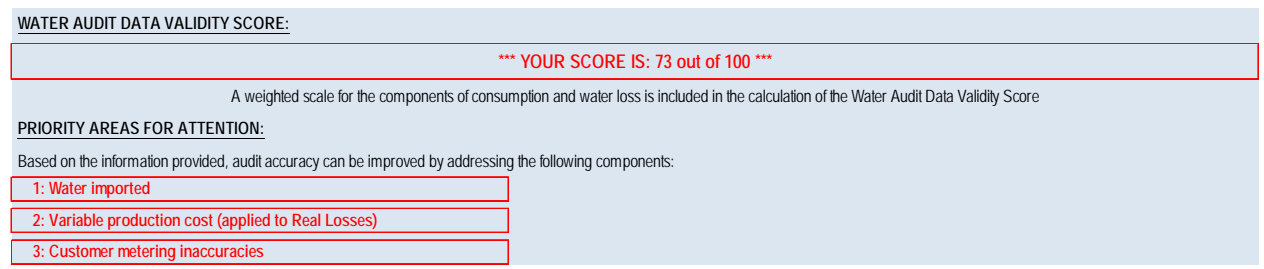 WATER AUDIT DATA VALIDITY SCORE:
*** YOUR SCORE IS: 73 out of 100 ***
A weighted scale for the components of consumption and water loss is included in the calculation of the Water Audit Data Validity Score
PRIORITY AREAS FOR ATTENTION:
Based on the information provided, audit accuracy can be improved by addressing the following components:
1: Water imported
2: Variable production cost (applied to Real Losses)
3: Customer metering inaccuracies